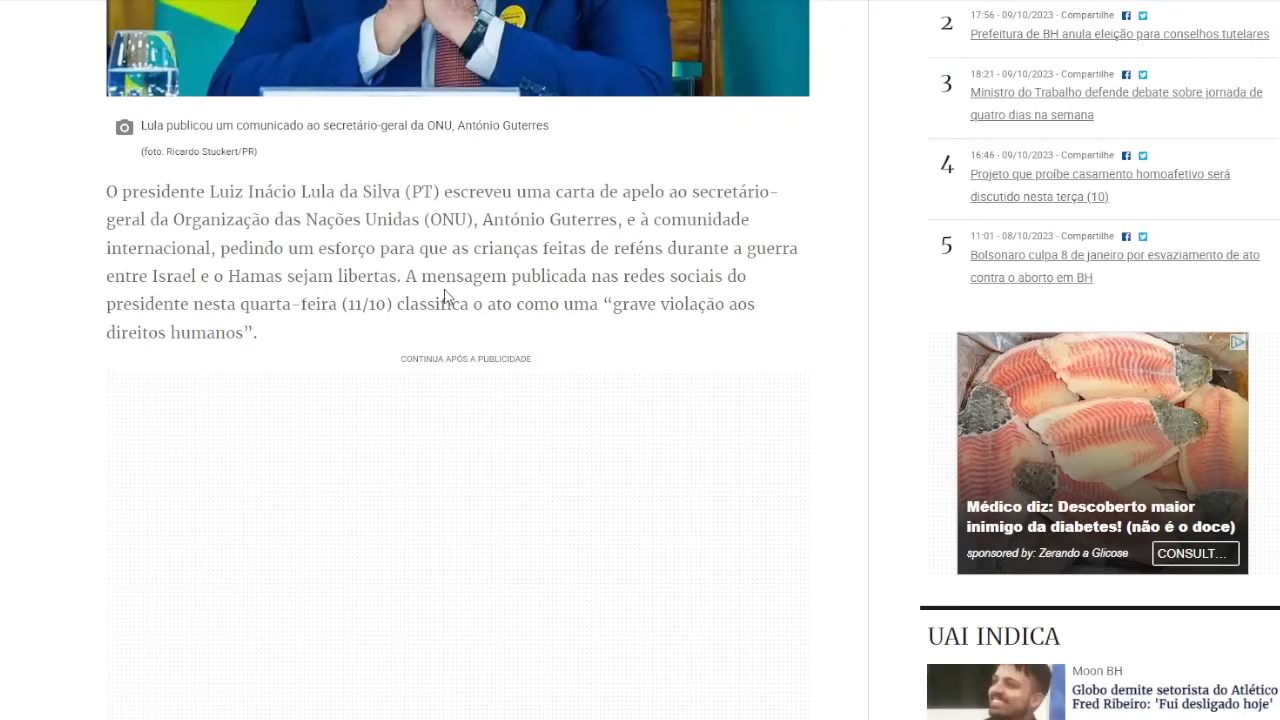 Lula publicou um comunicado ao secretário-geral da ONU, António Guterres
(foto: Ricardo Stuckert/PR)
O presidente Luiz Inácio Lula da Silva (PT) escreveu uma carta de apelo ao secretário-
geral da Organização das Nações Unidas (ONU), António Guterres, e à comunidade
internacional, pedindo um esforço para que as crianças feitas de reféns durante a guerra
entre Israel e o Hamas sejam libertas. A mensagem publicada nas redes sociais do
presidente nesta quarta-feira (11/10) classifica o ato como uma “grave violação aos
direitos humanos”.
CONTINUA APÓS A PUBLICIDADE
2
17:56 - 09/10/2023 - Compartilhe
Prefeitura de BH anula eleição para conselhos tutelares
3
18:21 - 09/10/2023 - Compartilhe
Ministro do Trabalho defende debate sobre jornada de
quatro dias na semana
4
16:46 - 09/10/2023 - Compartilhe
Projeto que proíbe casamento homoafetivo será
discutido nesta terça (10)
5
11:01 - 08/10/2023 - Compartilhe
Bolsonaro culpa 8 de janeiro por esvaziamento de ato
contra o aborto em BH
Médico diz: Descoberto maior
inimigo da diabetes! (não é o doce)
sponsored by: Zerando a Glicose
CONSULT...
UAI INDICA
Moon BH
Globo demite setorista do Atlético
Fred Ribeiro: 'Fui desligado hoje'